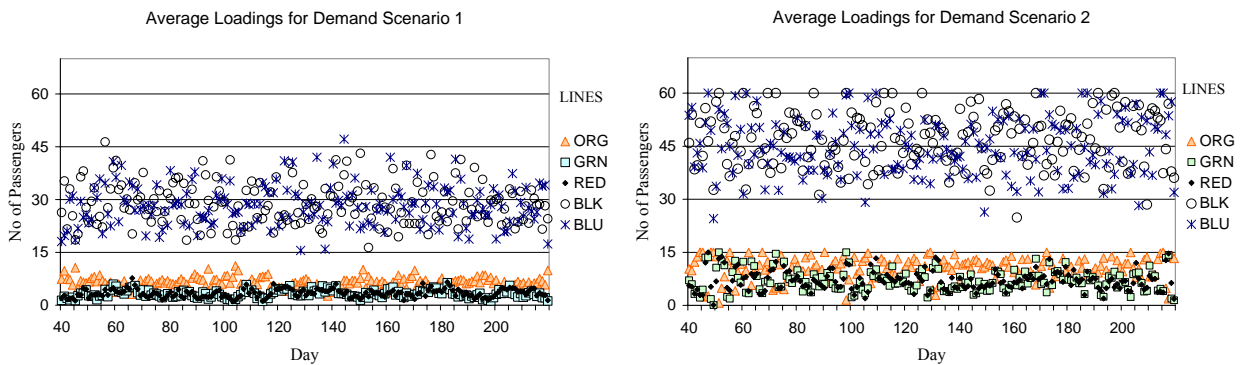 Average Loadings for Demand Scenario 1
No of Passengers
60
45
30
15
0
40 60 80 100 120 140 160 180 200
Day
LINES
ORG
GRN
RED
BLK
BLU
Average Loadings for Demand Scenario 2
No of Passengers
60
45
30
15
0
40 60 80 100 120 140 160 180 200
Day
LINES
ORG
GRN
RED
BLK
BLU